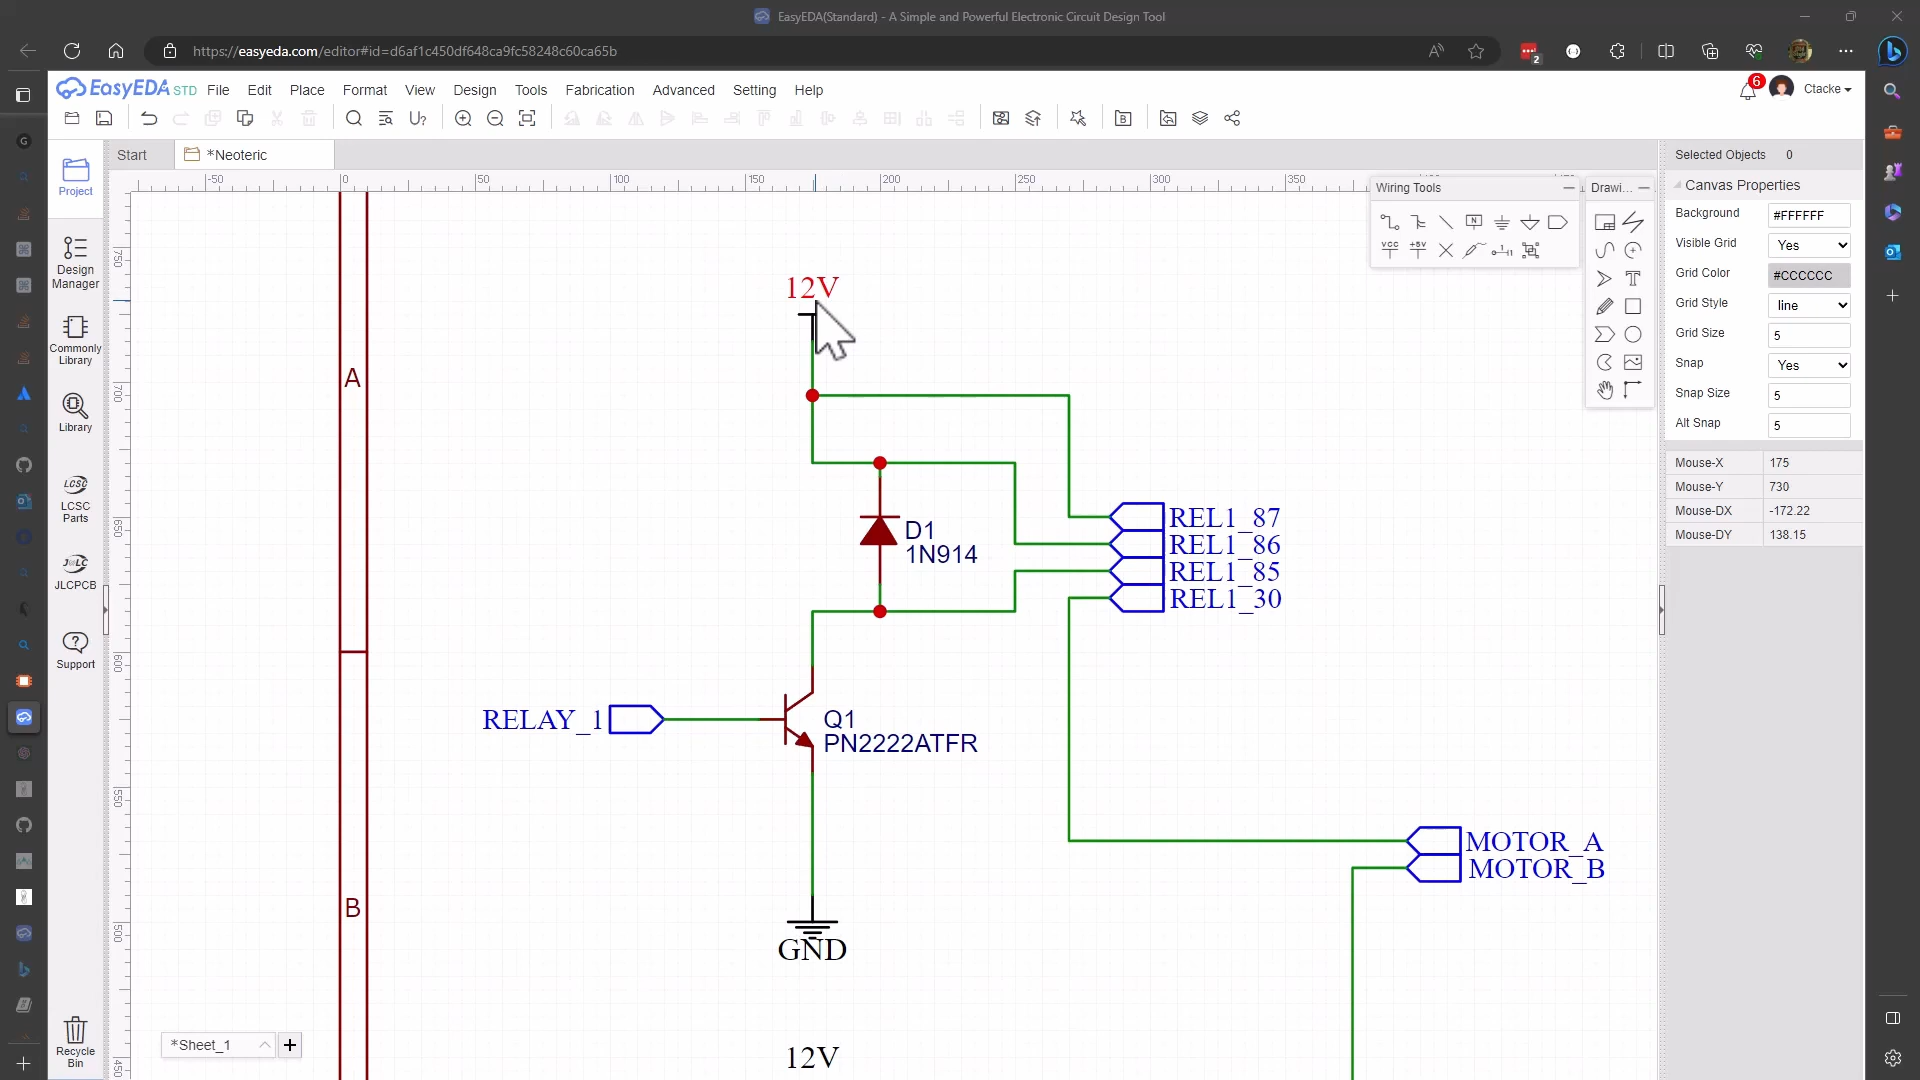 EasyEDA(Standard) - A Simple and Powerful Electronic Circuit Design Tool
https://easyeda.com/editor#id=d6af1c450df648ca9fc58248c60ca65b
2
EasyEDA STD
File Edit Place Format View Design Tools Fabrication Advanced Setting Help
6
Ctacke
Start
*Neoteric
Project
Design
Manager
Commonly
Library
Library
LCSC
LCSC
Parts
JLCPCB
Support
Recycle
Bin
-50 0 50 100 150 200 250 300 350
750
700
650
600
550
500
450
A
B
12V
D1
1N914
REL1_87
REL1_86
REL1_85
REL1_30
RELAY_1
Q1
PN2222ATFR
MOTOR_A
MOTOR_B
GND
12V
*Sheet_1
Wiring Tools
N
VCC
+5V
Drawi...
Selected Objects 0
Canvas Properties
Background #FFFFFF
Visible Grid Yes
Grid Color #CCCCCC
Grid Style line
Grid Size 5
Snap Yes
Snap Size 5
Alt Snap 5
Mouse-X 175
Mouse-Y 730
Mouse-DX -172.22
Mouse-DY 138.15